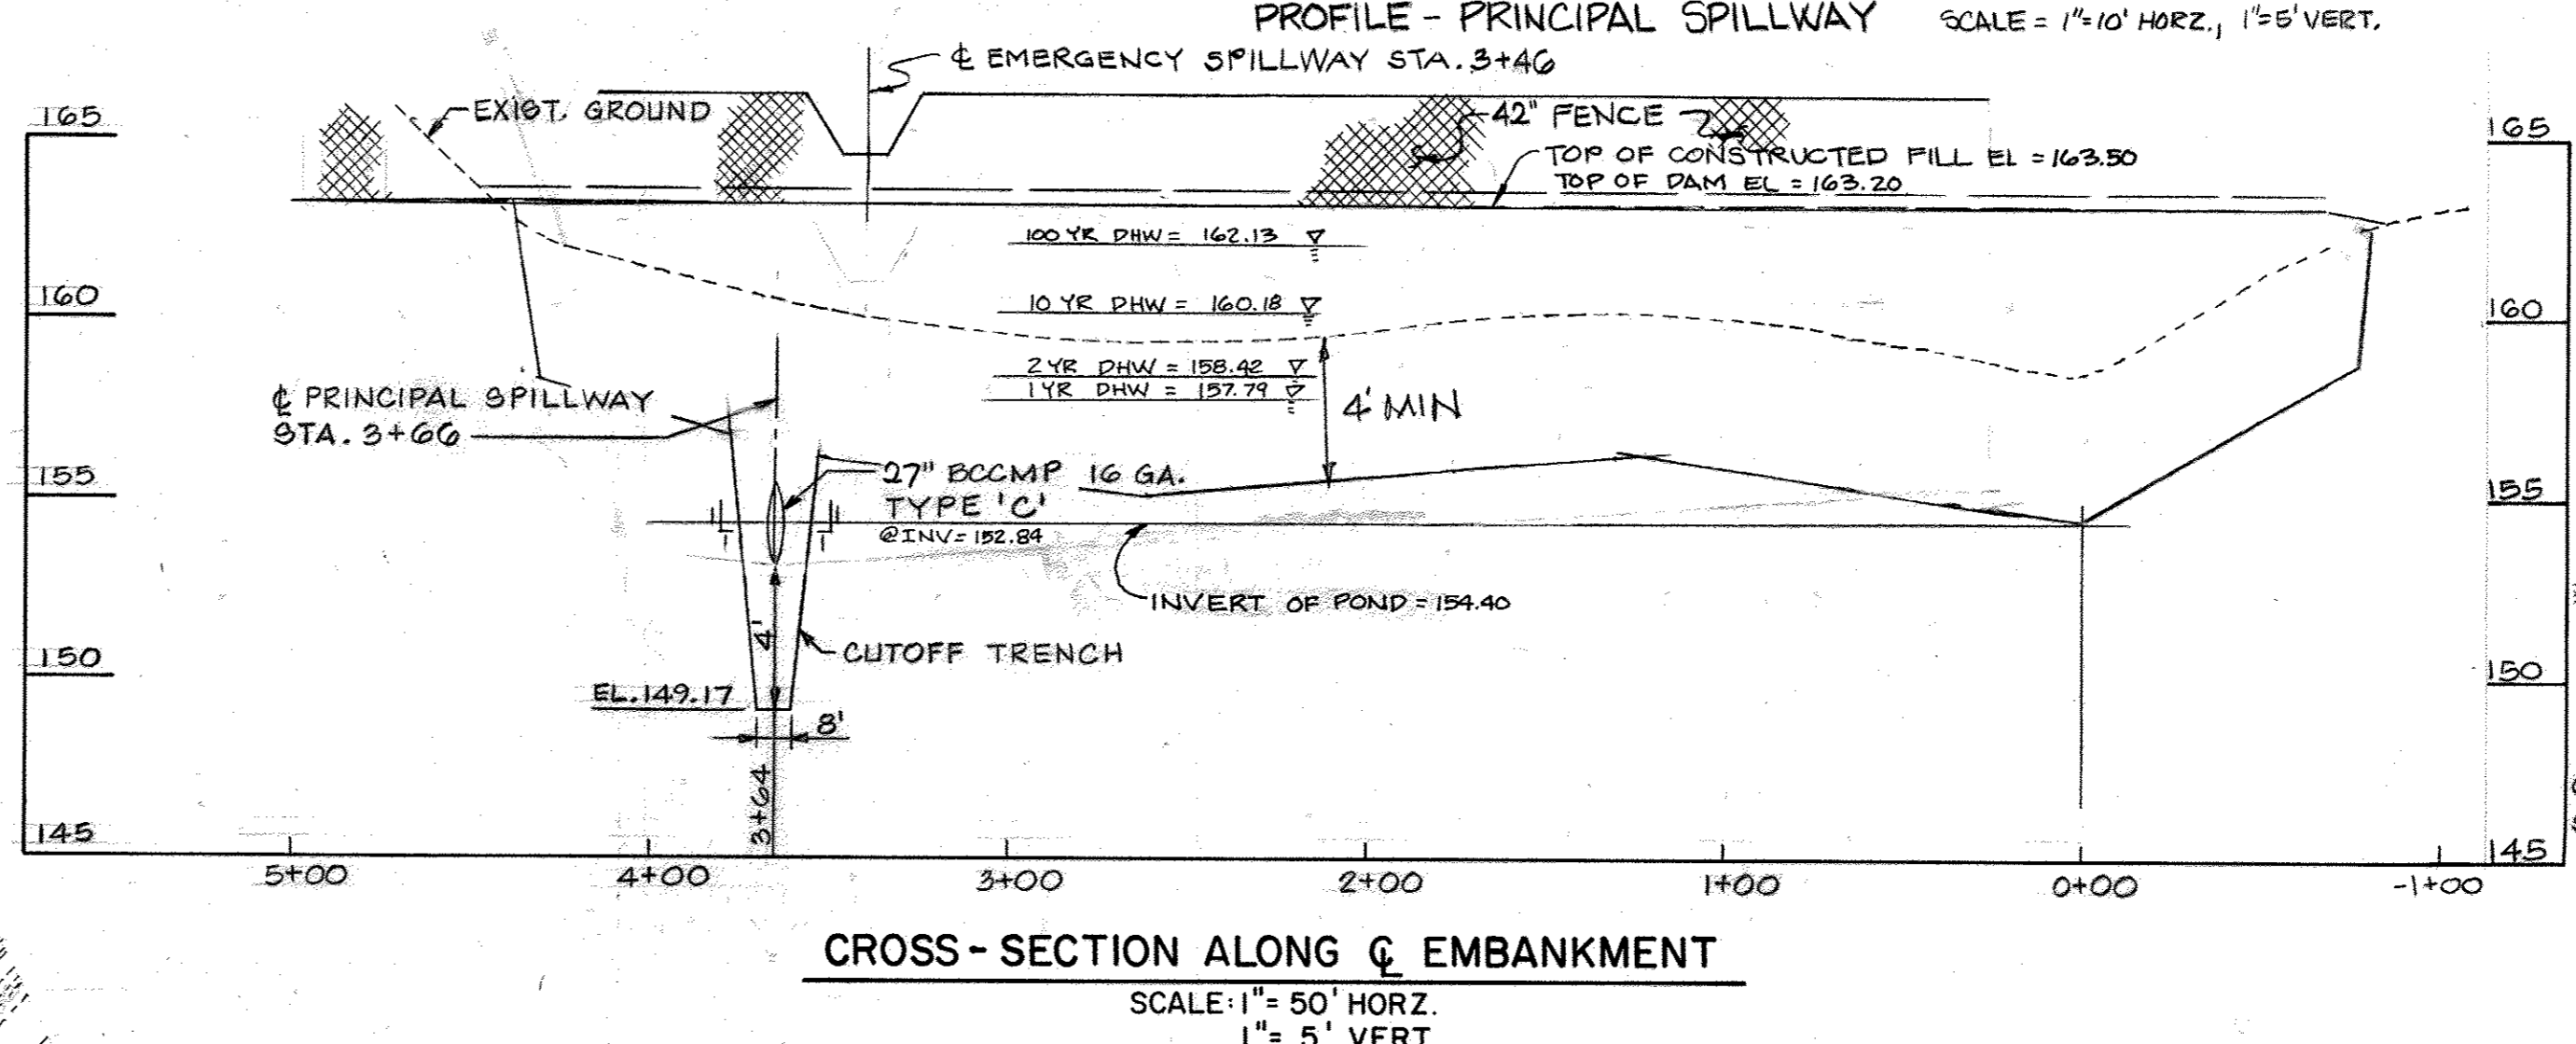 PROFILE - PRINCIPAL SPILLWAY SCALE = 1"=10' HORZ., 1"=5' VERT.
℄ EMERGENCY SPILLWAY STA. 3+46
EXIST. GROUND
42" FENCE
165
165
TOP OF CONSTRUCTED FILL EL = 163.50
TOP OF DAM EL = 163.20
100 YR DHW = 162.13
160
10 YR DHW = 160.18
160
2 YR DHW = 158.42
1 YR DHW = 157.79
4' MIN
℄ PRINCIPAL SPILLWAY
STA. 3+66
155
27" BCCMP 16 GA.
TYPE 'C'
@ INV = 152.84
155
INVERT OF POND = 154.40
4'
CUTOFF TRENCH
150
150
EL. 149.17
8'
3+64
145
145
5+00 4+00 3+00 2+00 1+00 0+00 -1+00
CROSS-SECTION ALONG ℄ EMBANKMENT
SCALE: 1" = 50' HORZ.
1" = 5' VERT